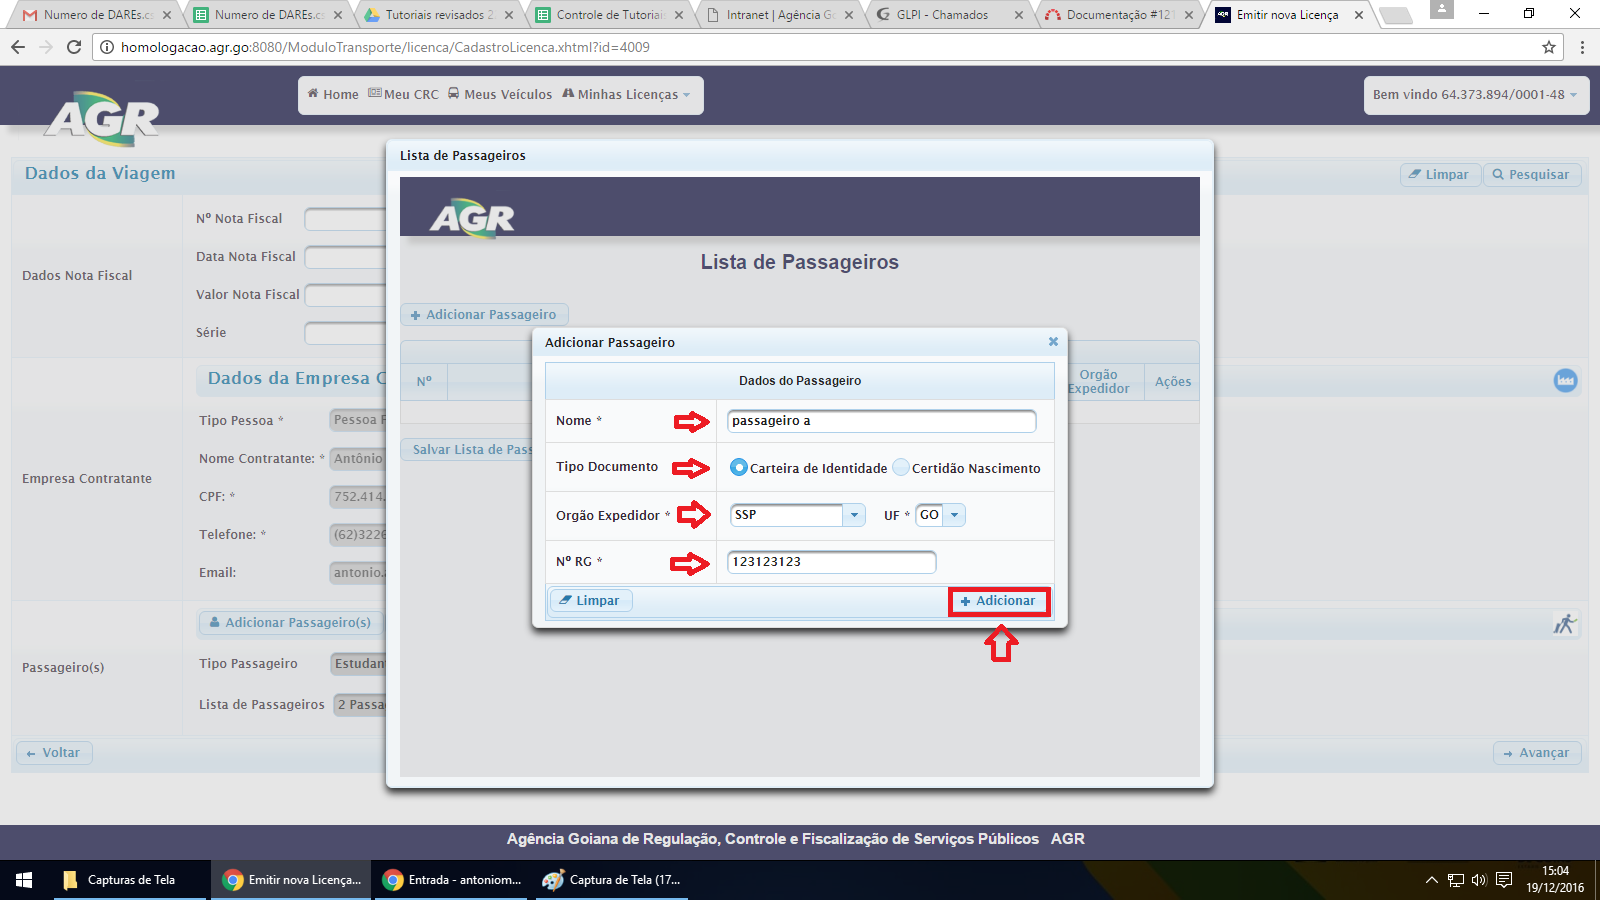 Numero de DAREs.cs
Numero de DAREs.cs
Tutoriais revisados 2
Controle de Tutoriai
Intranet | Agência Go
GLPI - Chamados
Documentação #121
Emitir nova Licença
homologacao.agr.go:8080/ModuloTransporte/licenca/CadastroLicenca.xhtml?id=4009
AGR
Home
Meu CRC
Meus Veículos
Minhas Licenças
Bem vindo 64.373.894/0001-48
Dados da Viagem
Limpar
Pesquisar
Dados Nota Fiscal
Nº Nota Fiscal
Data Nota Fiscal
Valor Nota Fiscal
Série
Empresa Contratante
Dados da Empresa C
Tipo Pessoa *
Pessoa F
Nome Contratante: *
Antônio
CPF: *
752.414.
Telefone: *
(62)3226
Email:
antonio.
Passageiro(s)
Adicionar Passageiro(s)
Tipo Passageiro
Estudan
Lista de Passageiros
2 Passa
Voltar
Avançar
Lista de Passageiros
AGR
Lista de Passageiros
Adicionar Passageiro
Nº
Orgão
Expedidor
Ações
Salvar Lista de Pass
Adicionar Passageiro
Dados do Passageiro
Nome *
passageiro a
Tipo Documento
Carteira de Identidade
Certidão Nascimento
Orgão Expedidor *
SSP
UF *
GO
Nº RG *
123123123
Limpar
Adicionar
Agência Goiana de Regulação, Controle e Fiscalização de Serviços Públicos AGR
Capturas de Tela
Emitir nova Licença...
Entrada - antoniom...
Captura de Tela (17...
15:04
19/12/2016